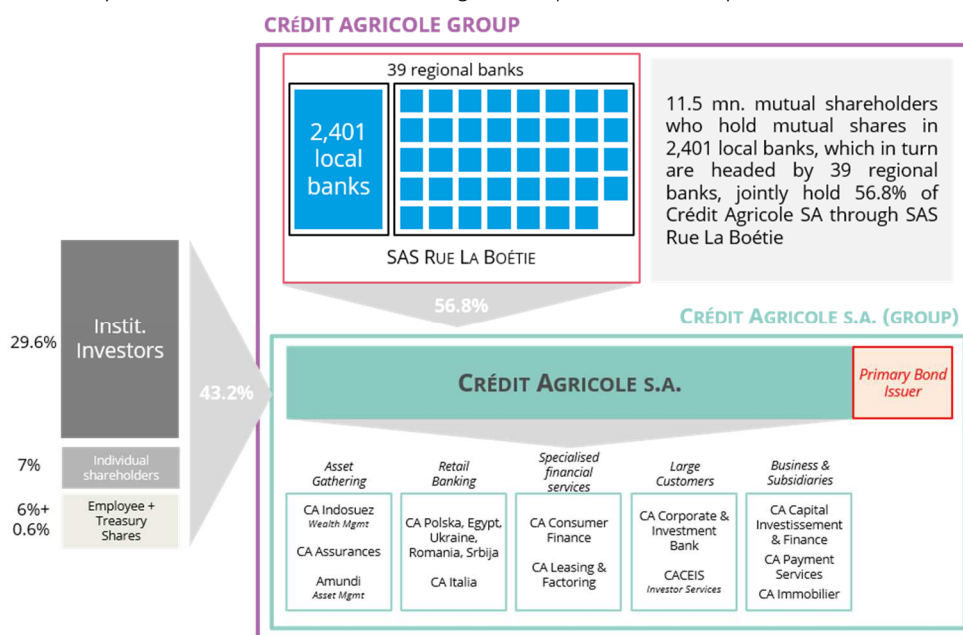 CRÉDIT AGRICOLE GROUP
39 regional banks
2,401
local
banks
SAS RUE LA BOÉTIE
11.5 mn. mutual shareholders
who hold mutual shares in
2,401 local banks, which in turn
are headed by 39 regional
banks, jointly hold 56.8% of
Crédit Agricole SA through SAS
Rue La Boétie
56.8%
29.6%
Instit.
Investors
7%
Individual
shareholders
6%+
0.6%
Employee +
Treasury
Shares
43.2%
CRÉDIT AGRICOLE S.A. (GROUP)
CRÉDIT AGRICOLE S.A.
Primary Bond
Issuer
Asset
Gathering
CA Indosuez
Wealth Mgmt
CA Assurances
Amundi
Asset Mgmt
Retail
Banking
CA Polska, Egypt,
Ukraine,
Romania, Srbija
CA Italia
Specialised
financial
services
CA Consumer
Finance
CA Leasing &
Factoring
Large
Customers
CA Corporate &
Investment
Bank
CACEIS
Investor Services
Business &
Subsidiaries
CA Capital
Investissement
& Finance
CA Payment
Services
CA Immobilier